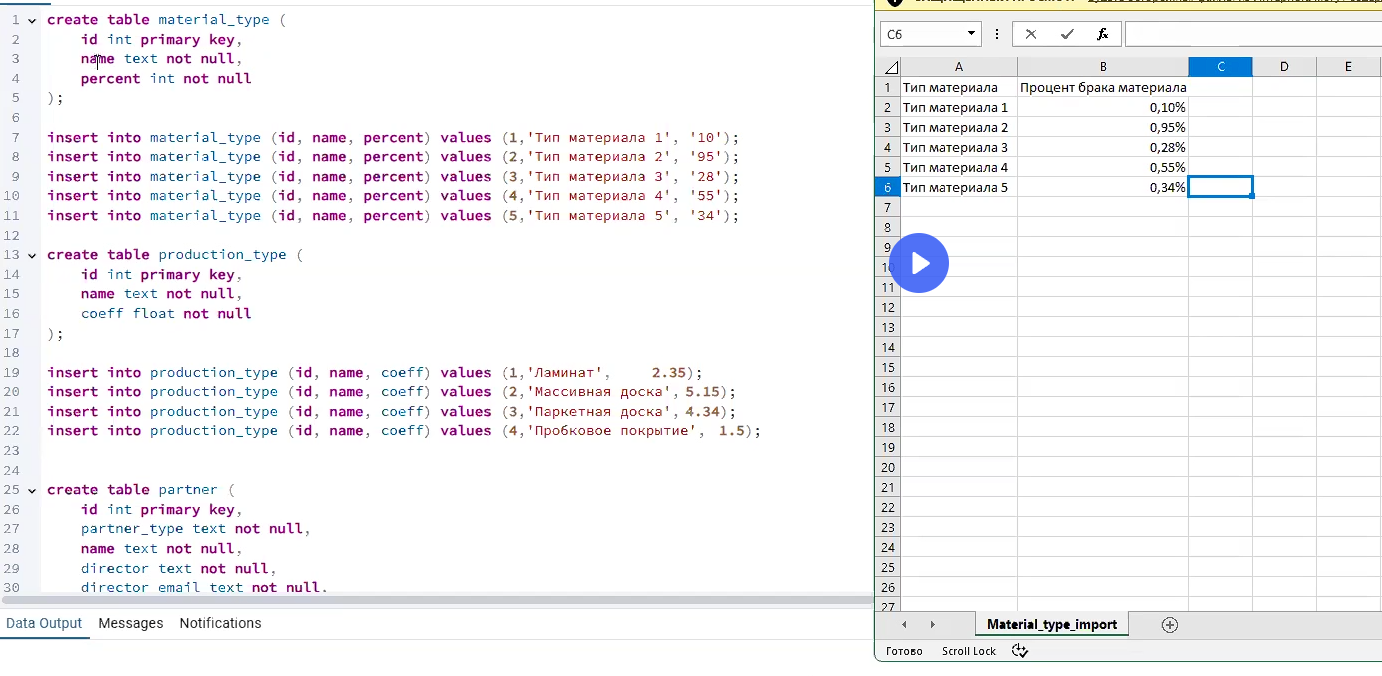 1 create table material_type (
2 id int primary key,
3 name text not null,
4 percent int not null
5 );
6
7 insert into material_type (id, name, percent) values (1,'Тип материала 1', '10');
8 insert into material_type (id, name, percent) values (2,'Тип материала 2', '95');
9 insert into material_type (id, name, percent) values (3,'Тип материала 3', '28');
10 insert into material_type (id, name, percent) values (4,'Тип материала 4', '55');
11 insert into material_type (id, name, percent) values (5,'Тип материала 5', '34');
12
13 create table production_type (
14 id int primary key,
15 name text not null,
16 coeff float not null
17 );
18
19 insert into production_type (id, name, coeff) values (1,'Ламинат', 2.35);
20 insert into production_type (id, name, coeff) values (2,'Массивная доска', 5.15);
21 insert into production_type (id, name, coeff) values (3,'Паркетная доска', 4.34);
22 insert into production_type (id, name, coeff) values (4,'Пробковое покрытие', 1.5);
23
24
25 create table partner (
26 id int primary key,
27 partner_type text not null,
28 name text not null,
29 director text not null,
30 director_email text not null,
Data Output Messages Notifications
C6 fx
A B C D E
1 Тип материала Процент брака материала
2 Тип материала 1 0,10%
3 Тип материала 2 0,95%
4 Тип материала 3 0,28%
5 Тип материала 4 0,55%
6 Тип материала 5 0,34%
7
8
9
10
11
12
13
14
15
16
17
18
19
20
21
22
23
24
25
26
27
Material_type_import
Готово Scroll Lock